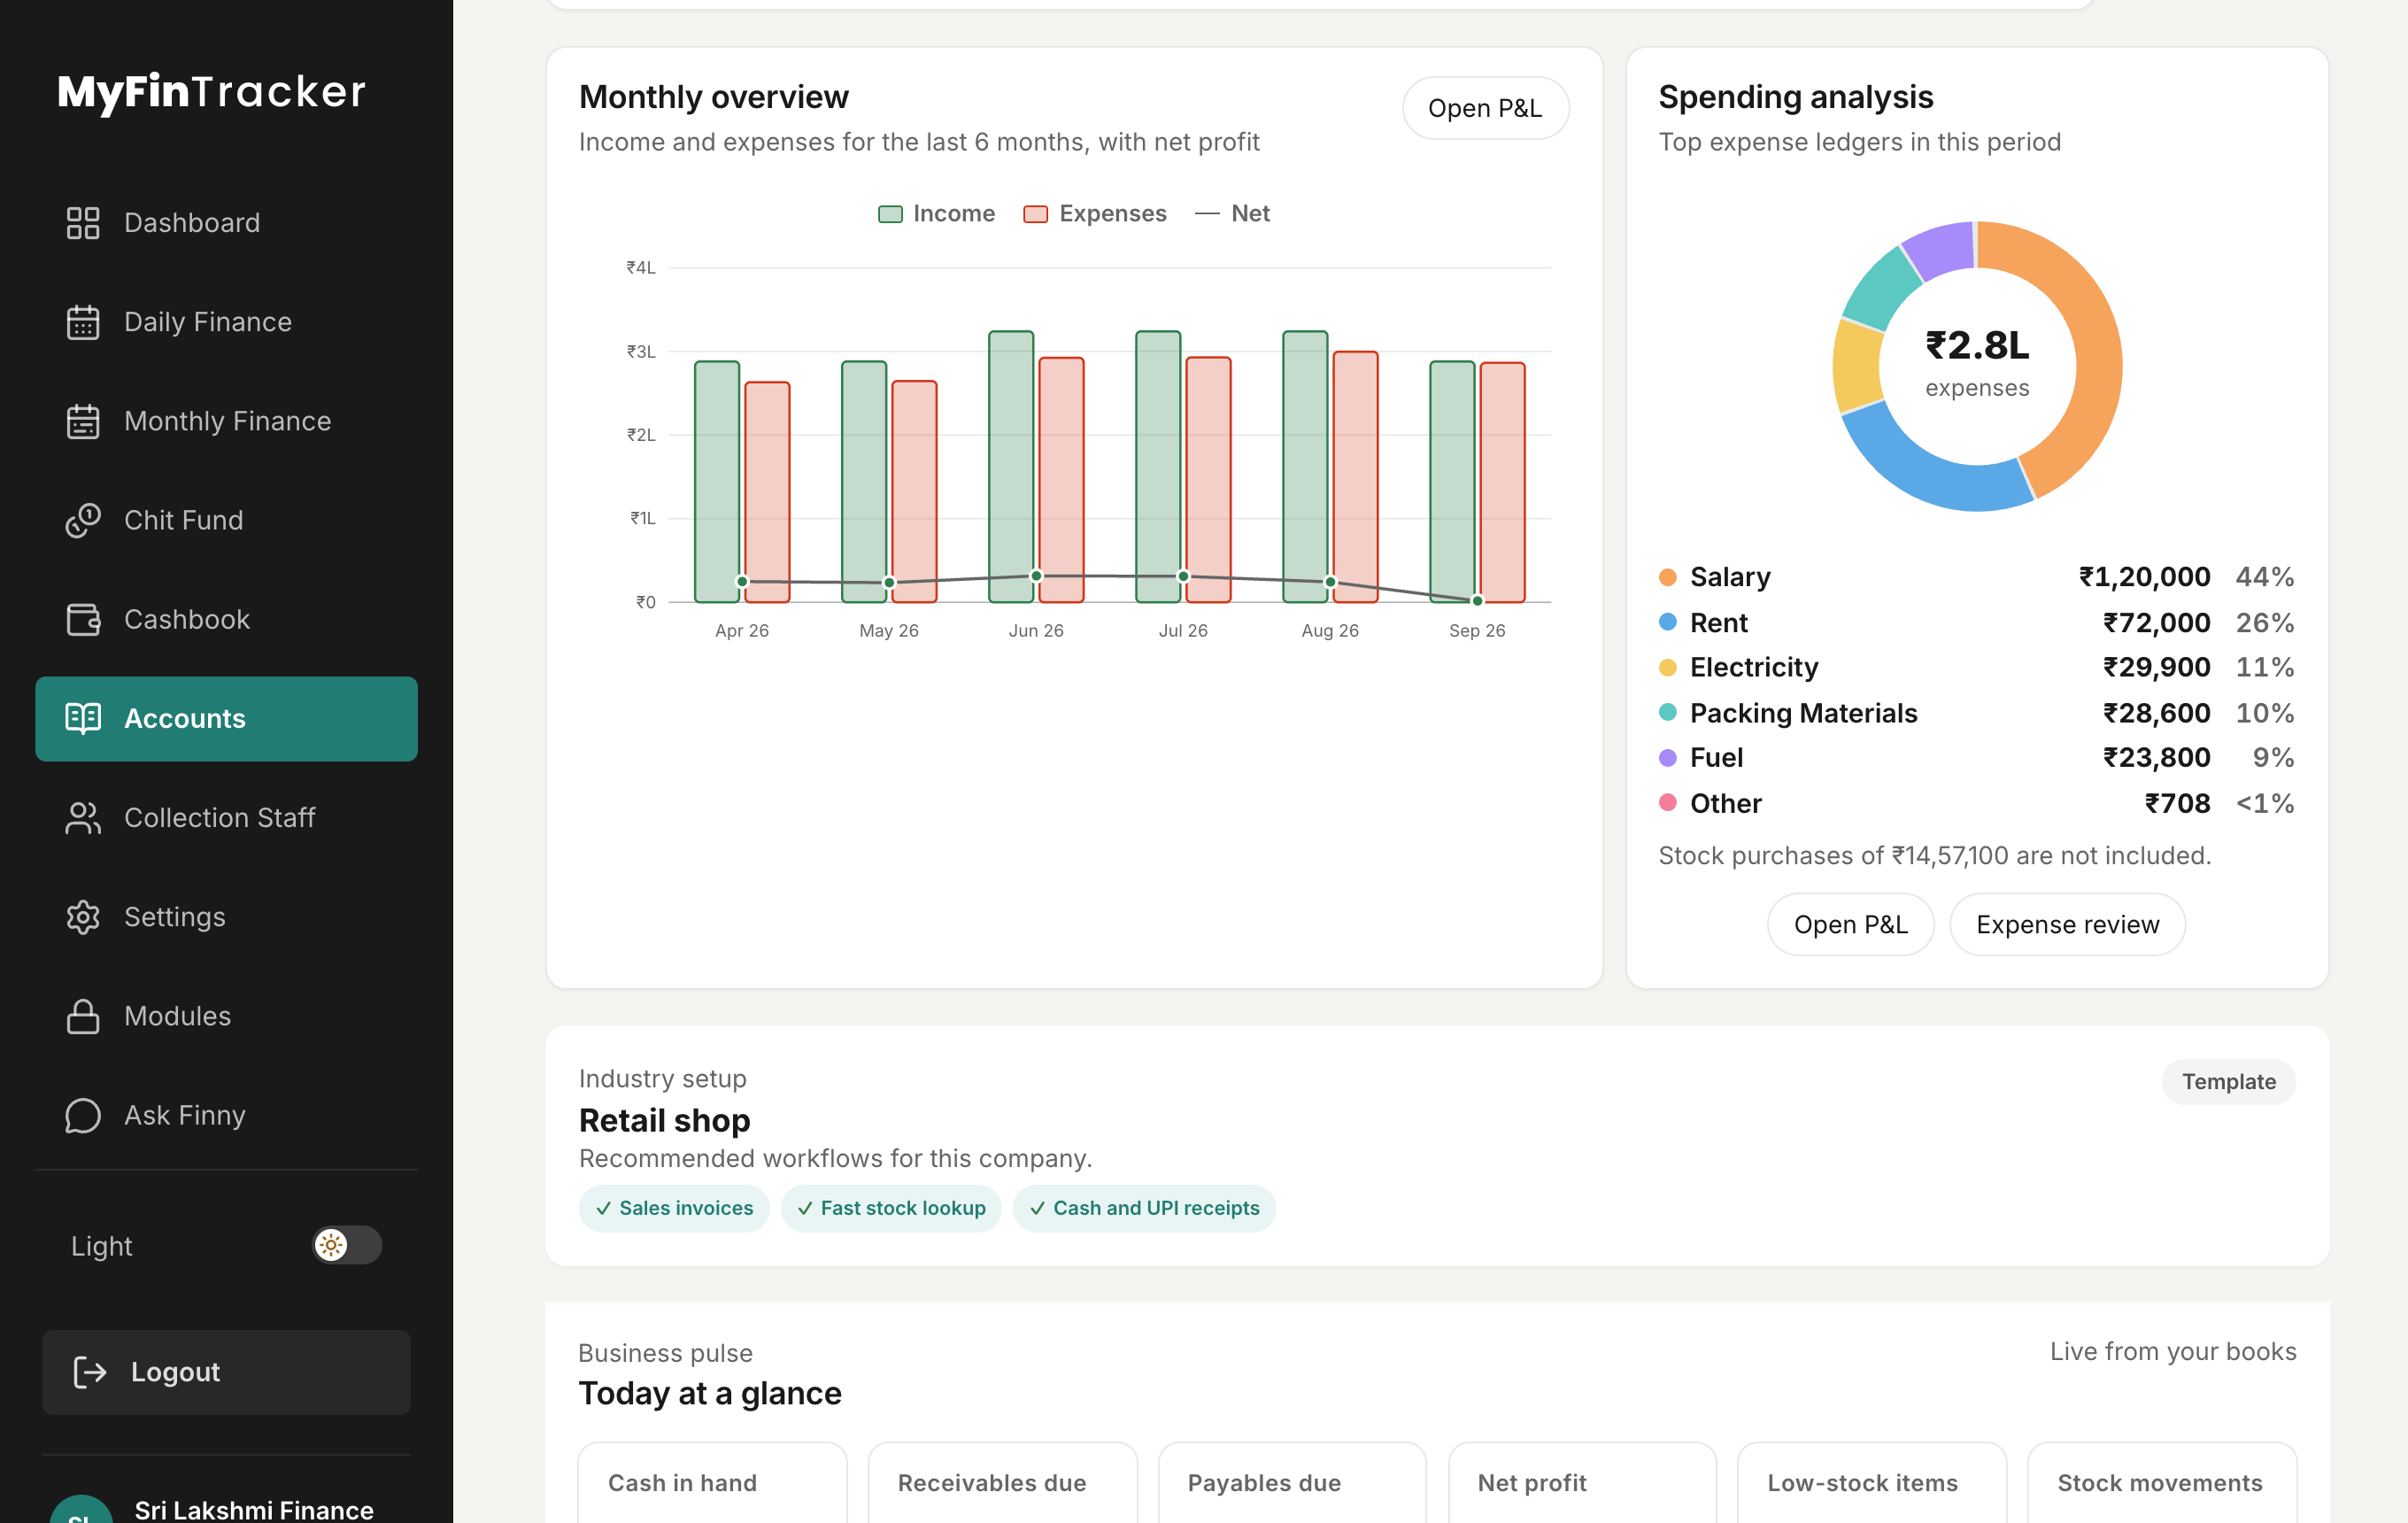 MyFinTracker
Dashboard
Daily Finance
Monthly Finance
Chit Fund
Cashbook
Accounts
Collection Staff
Settings
Modules
Ask Finny
Light
Logout
Sri Lakshmi Finance
Monthly overview
Income and expenses for the last 6 months, with net profit
Open P&L
Income
Expenses
Net
₹4L
₹3L
₹2L
₹1L
₹0
Apr 26
May 26
Jun 26
Jul 26
Aug 26
Sep 26
Spending analysis
Top expense ledgers in this period
₹2.8L
expenses
Salary ₹1,20,000 44%
Rent ₹72,000 26%
Electricity ₹29,900 11%
Packing Materials ₹28,600 10%
Fuel ₹23,800 9%
Other ₹708 <1%
Stock purchases of ₹14,57,100 are not included.
Open P&L
Expense review
Industry setup
Template
Retail shop
Recommended workflows for this company.
Sales invoices
Fast stock lookup
Cash and UPI receipts
Business pulse
Live from your books
Today at a glance
Cash in hand
Receivables due
Payables due
Net profit
Low-stock items
Stock movements